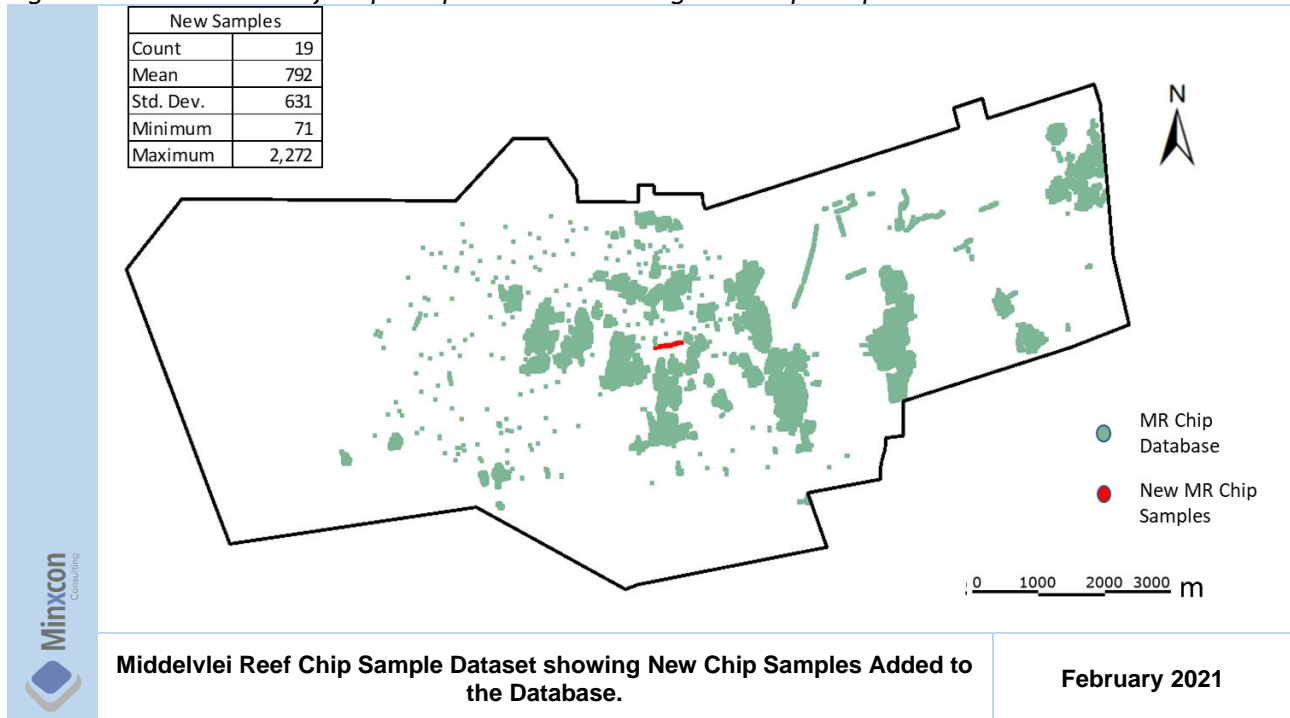 New Samples
Count 19
Mean 792
Std. Dev. 631
Minimum 71
Maximum 2,272
N
MR Chip
Database
New MR Chip
Samples
0 1000 2000 3000 m
Minxcon
Consulting
Middelvlei Reef Chip Sample Dataset showing New Chip Samples Added to
the Database.
February 2021